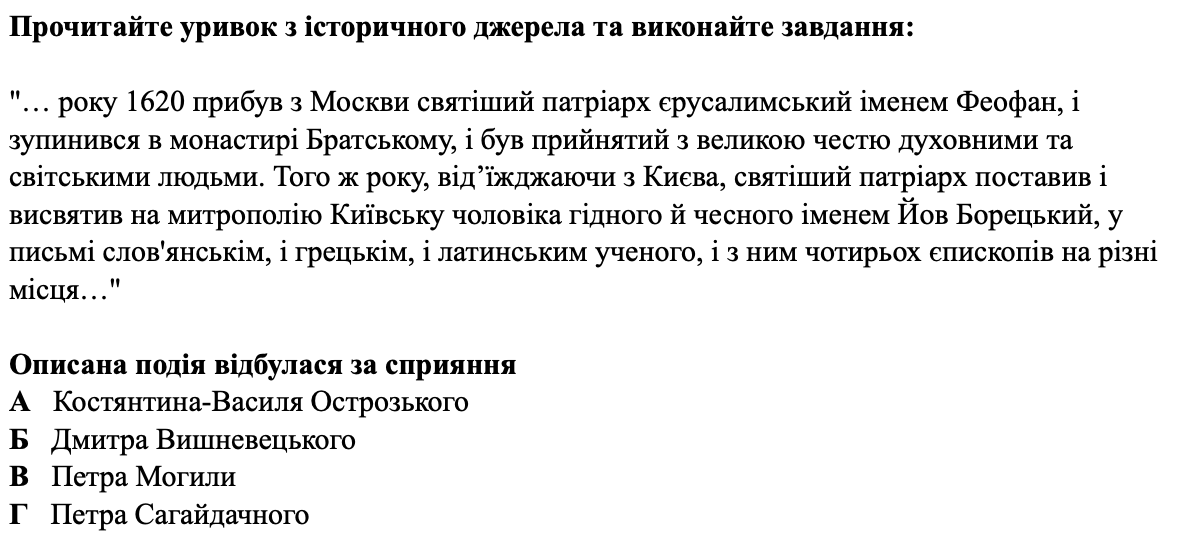 Прочитайте уривок з історичного джерела та виконайте завдання:
"… року 1620 прибув з Москви святіший патріарх єрусалимський іменем Феофан, і
зупинився в монастирі Братському, і був прийнятий з великою честю духовними та
світськими людьми. Того ж року, від’їжджаючи з Києва, святіший патріарх поставив і
висвятив на митрополію Київську чоловіка гідного й чесного іменем Йов Борецький, у
письмі слов'янськім, і грецькім, і латинським ученого, і з ним чотирьох єпископів на різні
місця…"
Описана подія відбулася за сприяння
А Костянтина-Василя Острозького
Б Дмитра Вишневецького
В Петра Могили
Г Петра Сагайдачного